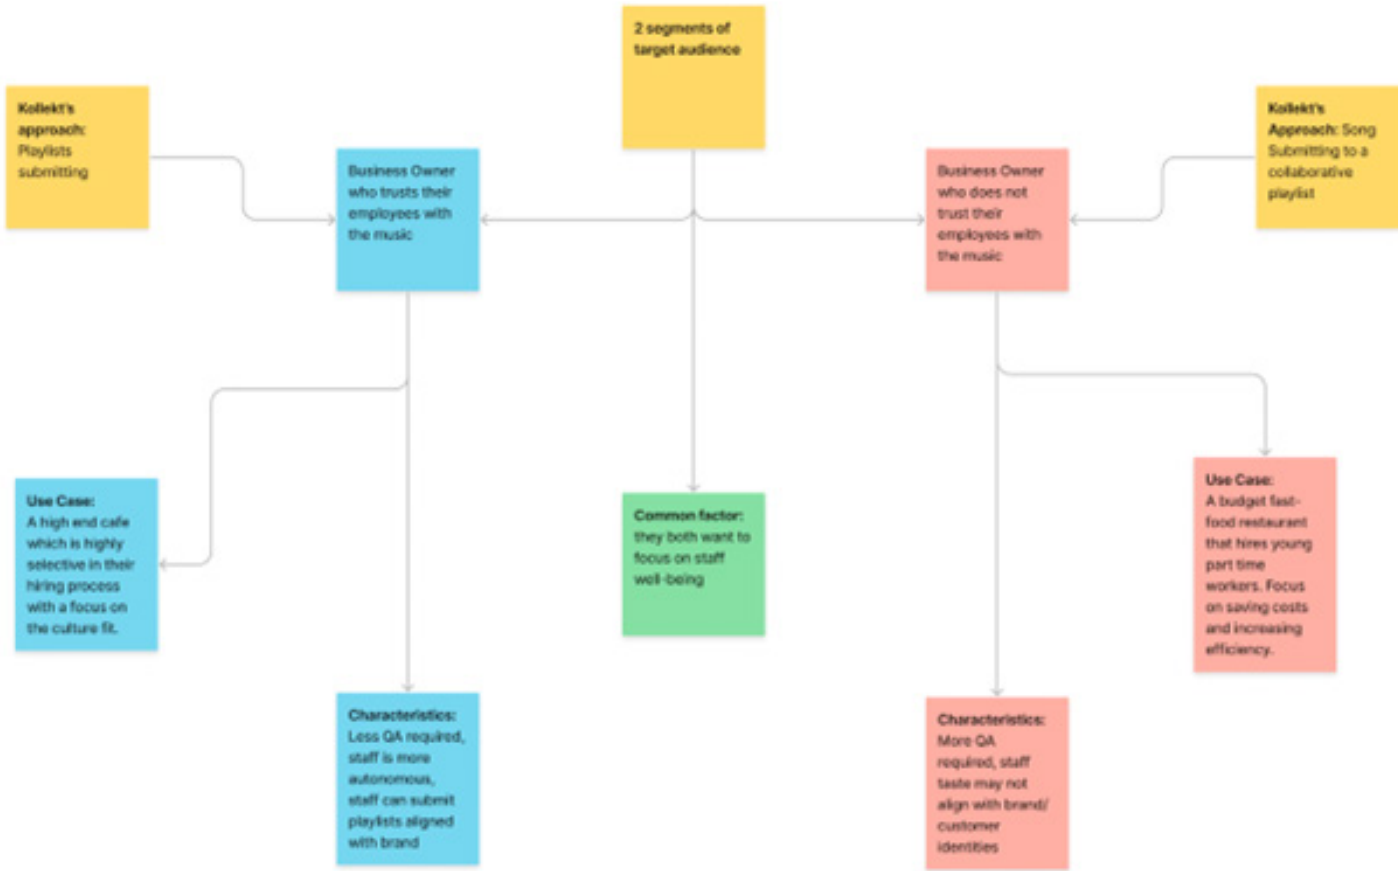 2 segments of
target audience
Kollekt's
approach:
Playlists
submitting
Kollekt's
Approach: Song
Submitting to a
collaborative
playlist
Business Owner
who trusts their
employees with
the music
Business Owner
who does not
trust their
employees with
the music
Use Case:
A high end cafe
which is highly
selective in their
hiring process
with a focus on
the culture fit.
Common factor:
they both want to
focus on staff
well-being
Use Case:
A budget fast-
food restaurant
that hires young
part time
workers. Focus
on saving costs
and increasing
efficiency.
Characteristics:
Less QA required,
staff is more
autonomous,
staff can submit
playlists aligned
with brand
Characteristics:
More QA
required, staff
taste may not
align with brand/
customer
identities